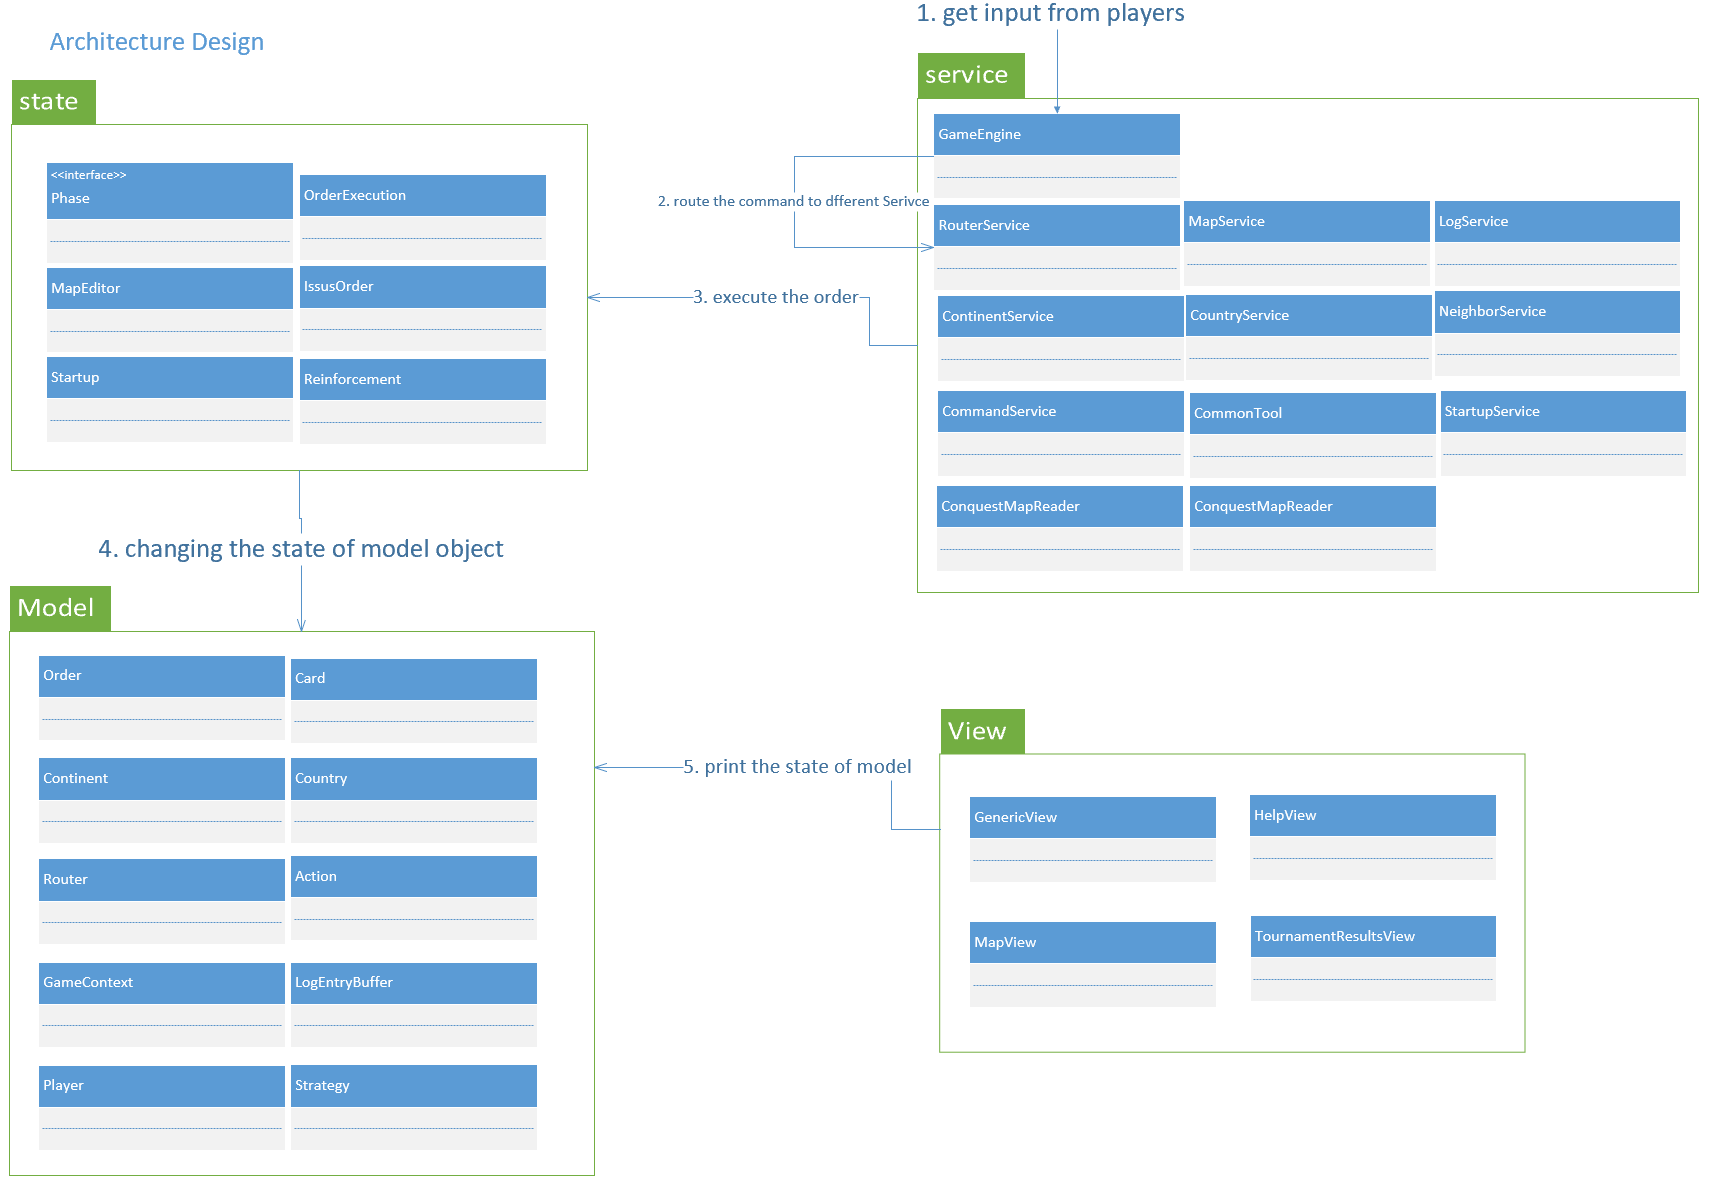 Architecture Design
1. get input from players
state
<<interface>>
Phase
OrderExecution
MapEditor
IssusOrder
Startup
Reinforcement
service
GameEngine
2. route the command to dfferent Serivce
RouterService
MapService
LogService
3. execute the order
ContinentService
CountryService
NeighborService
CommandService
CommonTool
StartupService
ConquestMapReader
ConquestMapReader
4. changing the state of model object
Model
Order
Card
Continent
Country
Router
Action
GameContext
LogEntryBuffer
Player
Strategy
5. print the state of model
View
GenericView
HelpView
MapView
TournamentResultsView